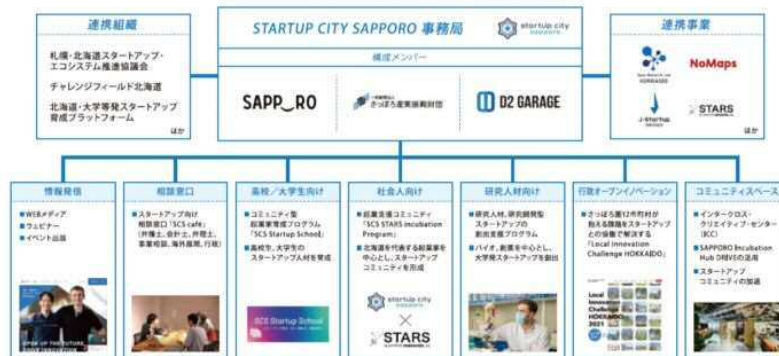 連携組織
札幌・北海道スタートアップ・
エコシステム推進協議会
チャレンジフィールド北海道
北海道・大学等発スタートアップ
育成プラットフォーム
ほか
STARTUP CITY SAPPORO 事務局
startup city
SAPPORO
構成メンバー
SAPP_RO
一般財団法人
さっぽろ産業振興財団
D2 GARAGE
連携事業
HOKKAIDO
NoMaps
J-Startup
STARS
ほか
情報発信
■WEBメディア
■ウェビナー
■イベント出版
相談窓口
■スタートアップ向け
相談窓口「SCS café」
(弁護士、会計士、弁理士、
事業相談、海外展開、行政)
高校/大学生向け
■コミュニティ型
起業家育成プログラム
「SCS Startup School」
■高校生、大学生の
スタートアップ人材を育成
SCS Startup School
社会人向け
■起業支援コミュニティ
「SCS STARS incubation
Program」
■北海道を代表する起業家を
中心とし、スタートアップ
コミュニティを形成
startup city
SAPPORO
×
STARS
研究人材向け
■研究人材、研究開発型
スタートアップの
創出支援プログラム
■バイオ、創薬を中心とし、
大学発スタートアップを創出
行政オープンイノベーション
■さっぽろ圏12市町村が
抱える課題をスタートアップ
との協働で解決する
「Local Innovation
Challenge HOKKAIDO」
Local
Innovation
Challenge
HOKKAIDO
2021
コミュニティスペース
■インタークロス・
クリエイティブ・センター
(ICC)
■SAPPORO Incubation
Hub DRIVEの活用
■スタートアップ
コミュニティの加速
OPEN UP THE FUTURE,